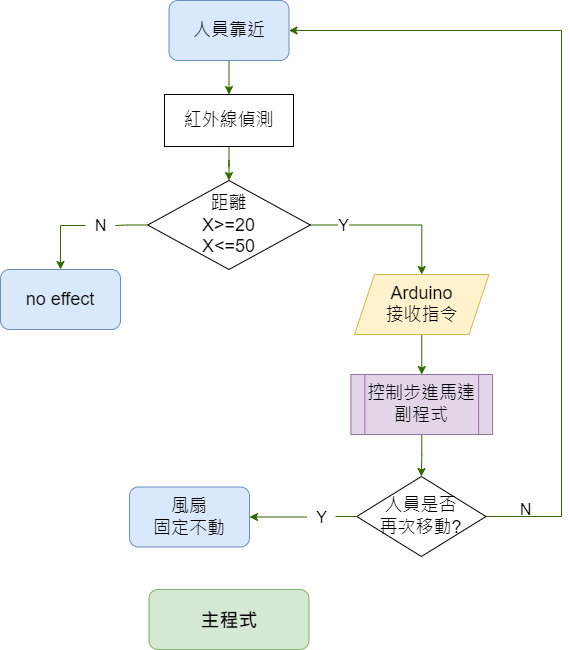 人員靠近
紅外線偵測
距離
X>=20
X<=50
N
Y
no effect
Arduino
接收指令
控制步進馬達
副程式
人員是否
再次移動?
N
Y
風扇
固定不動
主程式